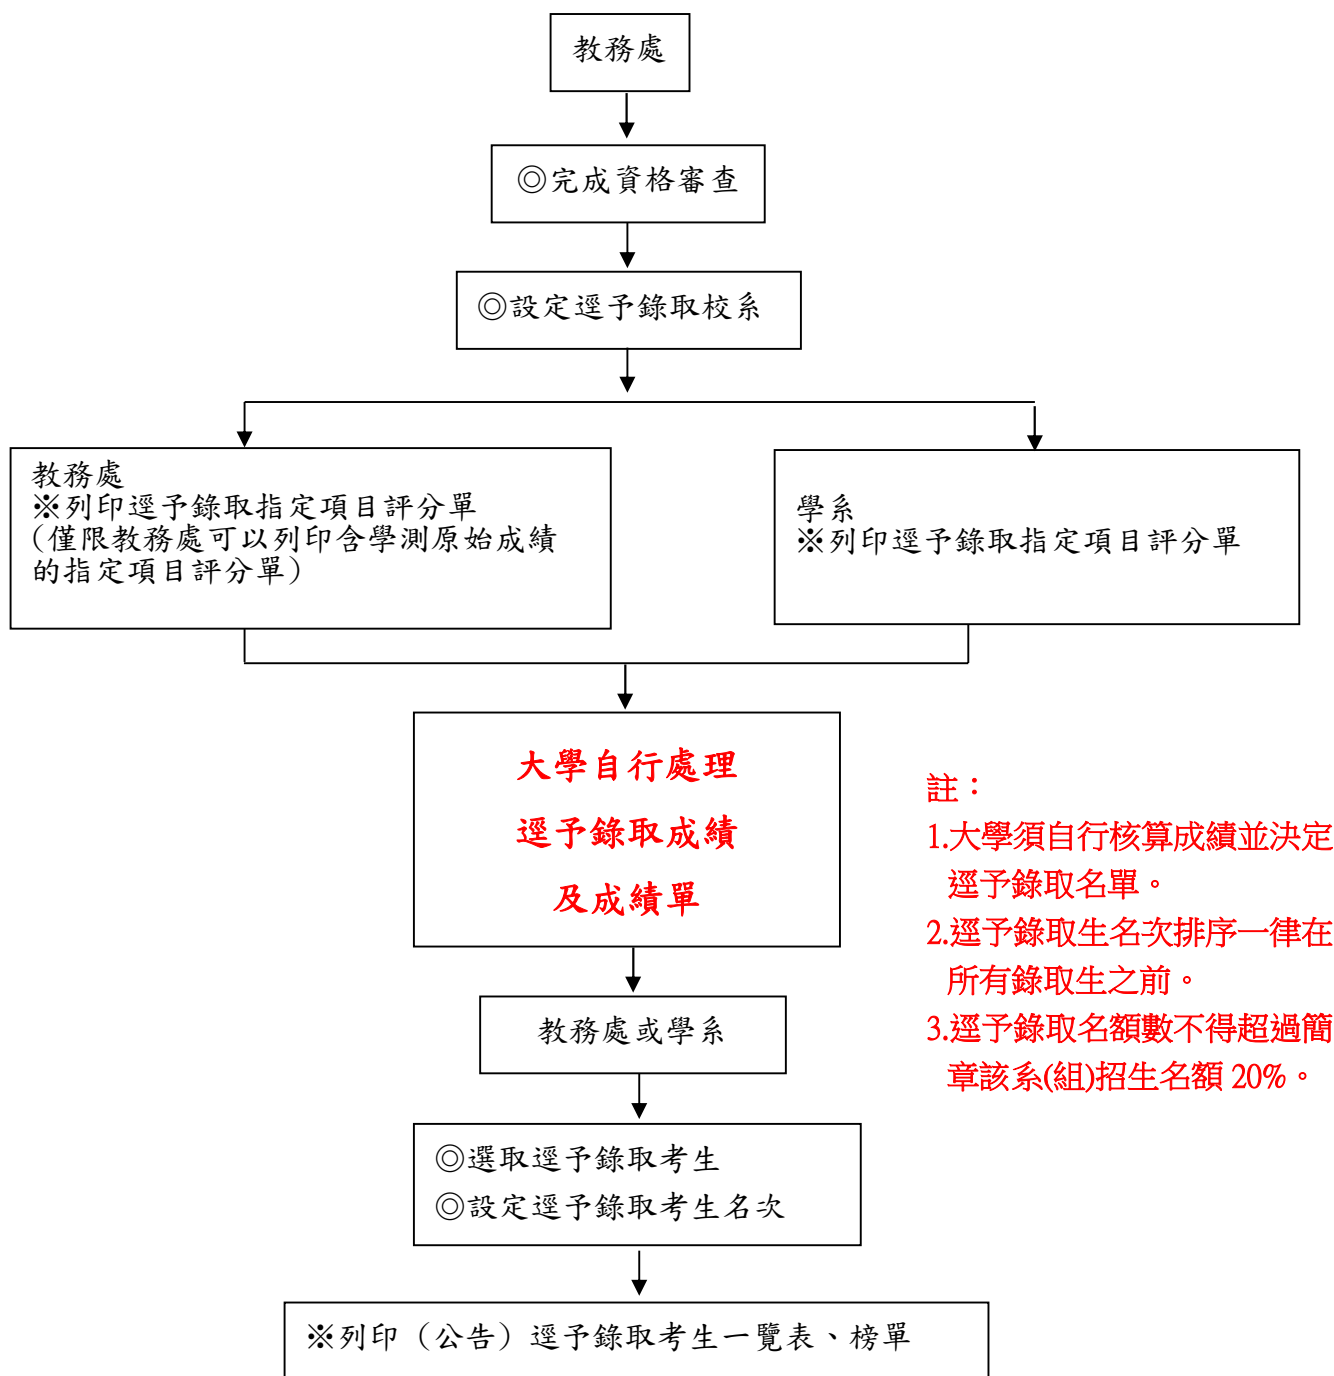 教務處
◎完成資格審查
◎設定逕予錄取校系
教務處
※列印逕予錄取指定項目評分單
(僅限教務處可以列印含學測原始成績
的指定項目評分單)
學系
※列印逕予錄取指定項目評分單
大學自行處理
逕予錄取成績
及成績單
註：
1.大學須自行核算成績並決定
逕予錄取名單。
2.逕予錄取生名次排序一律在
所有錄取生之前。
3.逕予錄取名額數不得超過簡
章該系(組)招生名額 20%。
教務處或學系
◎選取逕予錄取考生
◎設定逕予錄取考生名次
※列印（公告）逕予錄取考生一覽表、榜單